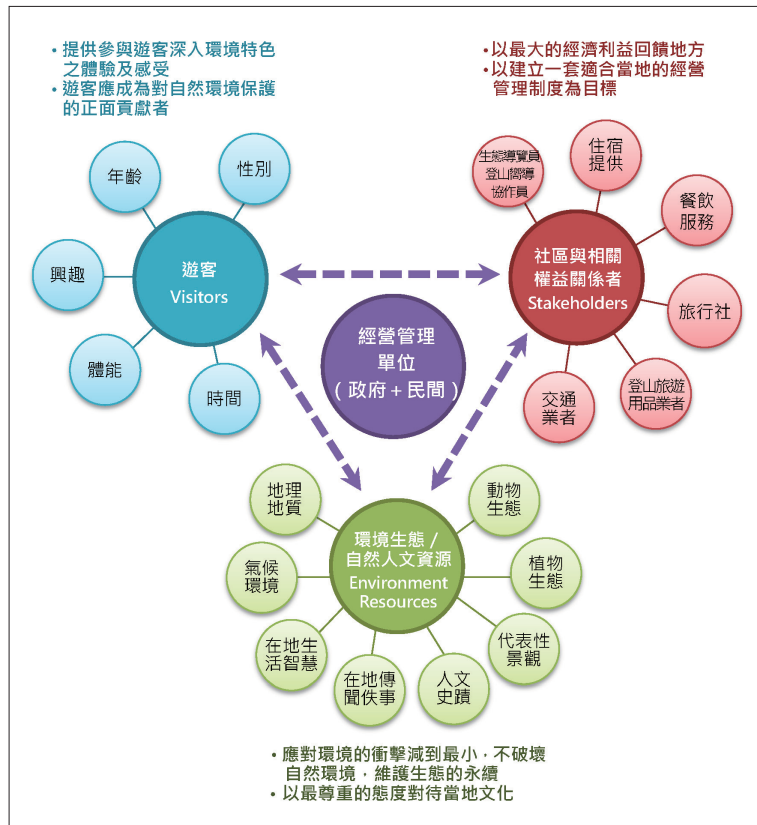 • 提供參與遊客深入環境特色
之體驗及感受
• 遊客應成為對自然環境保護
的正面貢獻者
• 以最大的經濟利益回饋地方
• 以建立一套適合當地的經營
管理制度為目標
年齡
性別
興趣
體能
時間
遊客
Visitors
生態導覽員
登山嚮導
協作員
住宿
提供
餐飲
服務
旅行社
登山旅遊
用品業者
交通
業者
社區與相關
權益關係者
Stakeholders
經營管理
單位
（政府＋民間）
地理
地質
氣候
環境
在地生
活智慧
在地傳
聞佚事
人文
史蹟
代表性
景觀
植物
生態
動物
生態
環境生態 /
自然人文資源
Environment
Resources
• 應對環境的衝擊減到最小，不破壞
自然環境，維護生態的永續
• 以最尊重的態度對待當地文化